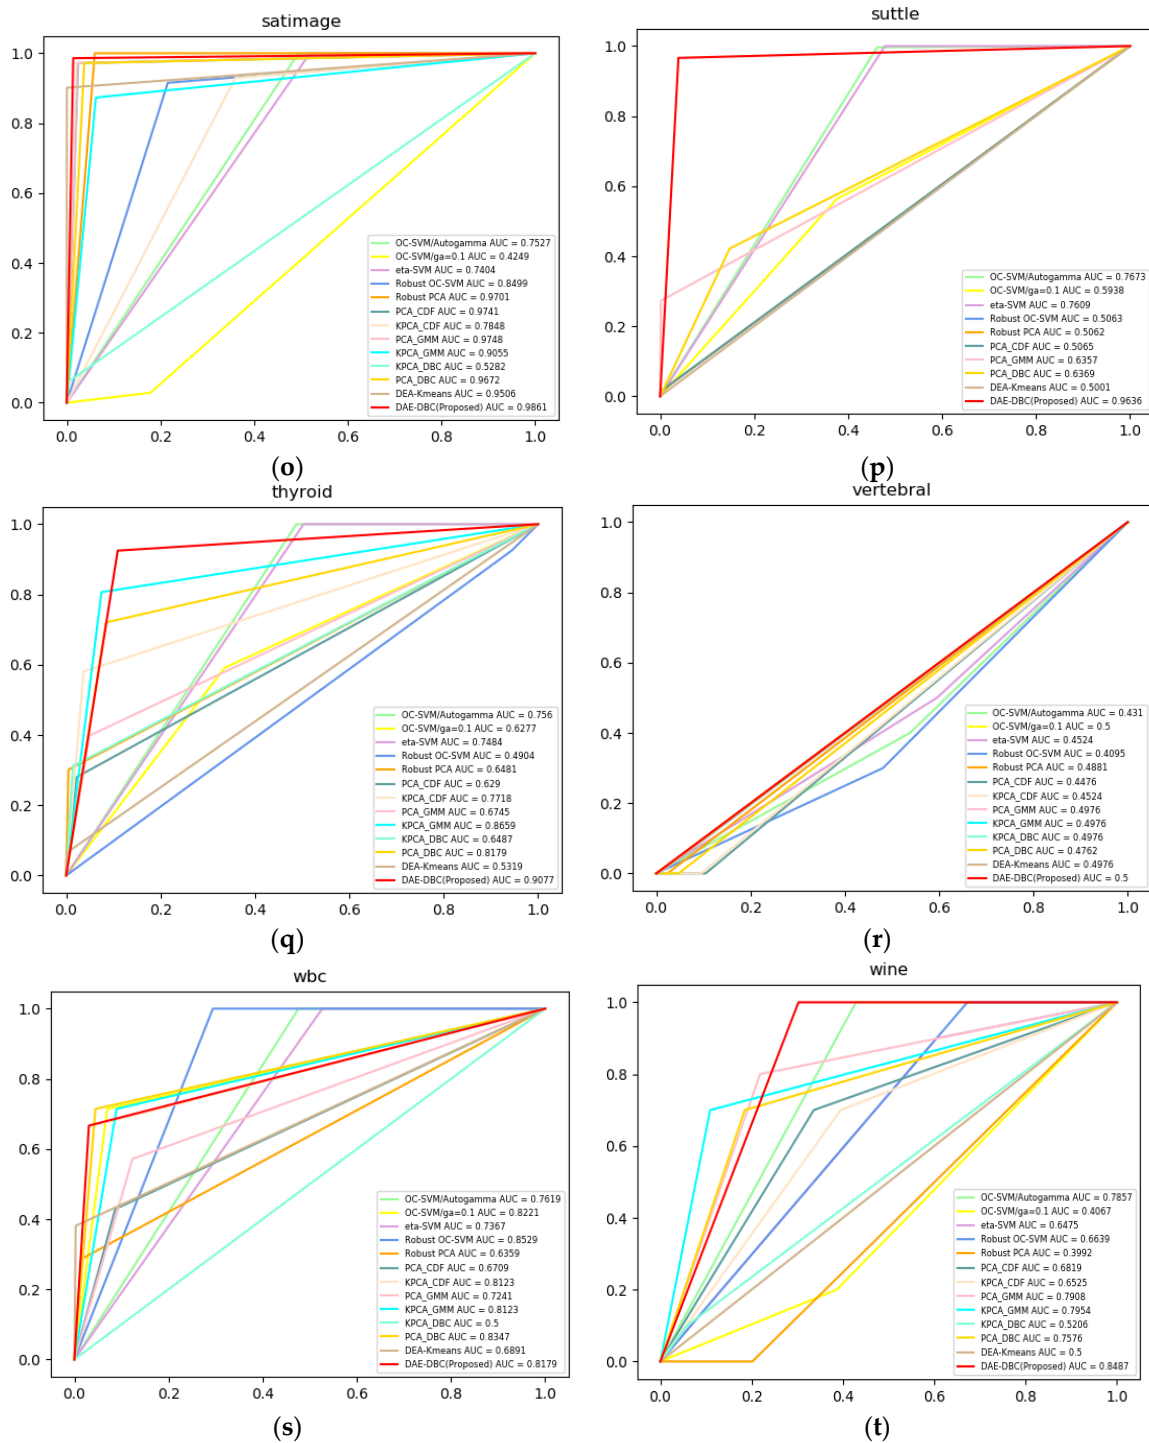 satimage
1.0
0.8
0.6
0.4
0.2
0.0
OC-SVM/Autogamma AUC = 0.7527
OC-SVM/ga=0.1 AUC = 0.4249
eta-SVM AUC = 0.7404
Robust OC-SVM AUC = 0.8499
Robust PCA AUC = 0.9701
PCA_CDF AUC = 0.9741
KPCA_CDF AUC = 0.7848
PCA_GMM AUC = 0.9748
KPCA_GMM AUC = 0.9055
KPCA_DBC AUC = 0.5282
PCA_DBC AUC = 0.9672
DEA-Kmeans AUC = 0.9506
DAE-DBC(Proposed) AUC = 0.9861
0.0 0.2 0.4 0.6 0.8 1.0
(o)
suttle
1.0
0.8
0.6
0.4
0.2
0.0
OC-SVM/Autogamma AUC = 0.7673
OC-SVM/ga=0.1 AUC = 0.5938
eta-SVM AUC = 0.7609
Robust OC-SVM AUC = 0.5063
Robust PCA AUC = 0.5062
PCA_CDF AUC = 0.5065
PCA_GMM AUC = 0.6357
PCA_DBC AUC = 0.6369
DEA-Kmeans AUC = 0.5001
DAE-DBC(Proposed) AUC = 0.9636
0.0 0.2 0.4 0.6 0.8 1.0
(p)
thyroid
1.0
0.8
0.6
0.4
0.2
0.0
OC-SVM/Autogamma AUC = 0.756
OC-SVM/ga=0.1 AUC = 0.6277
eta-SVM AUC = 0.7484
Robust OC-SVM AUC = 0.4904
Robust PCA AUC = 0.6481
PCA_CDF AUC = 0.629
KPCA_CDF AUC = 0.7718
PCA_GMM AUC = 0.6745
KPCA_GMM AUC = 0.8659
KPCA_DBC AUC = 0.6487
PCA_DBC AUC = 0.8179
DEA-Kmeans AUC = 0.5319
DAE-DBC(Proposed) AUC = 0.9077
0.0 0.2 0.4 0.6 0.8 1.0
(q)
vertebral
1.0
0.8
0.6
0.4
0.2
0.0
OC-SVM/Autogamma AUC = 0.431
OC-SVM/ga=0.1 AUC = 0.5
eta-SVM AUC = 0.4524
Robust OC-SVM AUC = 0.4095
Robust PCA AUC = 0.4881
PCA_CDF AUC = 0.4476
KPCA_CDF AUC = 0.4524
PCA_GMM AUC = 0.4976
KPCA_GMM AUC = 0.4976
KPCA_DBC AUC = 0.4976
PCA_DBC AUC = 0.4762
DEA-Kmeans AUC = 0.4976
DAE-DBC(Proposed) AUC = 0.5
0.0 0.2 0.4 0.6 0.8 1.0
(r)
wbc
1.0
0.8
0.6
0.4
0.2
0.0
OC-SVM/Autogamma AUC = 0.7619
OC-SVM/ga=0.1 AUC = 0.8221
eta-SVM AUC = 0.7367
Robust OC-SVM AUC = 0.8529
Robust PCA AUC = 0.6359
PCA_CDF AUC = 0.6709
KPCA_CDF AUC = 0.8123
PCA_GMM AUC = 0.7241
KPCA_GMM AUC = 0.8123
KPCA_DBC AUC = 0.5
PCA_DBC AUC = 0.8347
DEA-Kmeans AUC = 0.6891
DAE-DBC(Proposed) AUC = 0.8179
0.0 0.2 0.4 0.6 0.8 1.0
(s)
wine
1.0
0.8
0.6
0.4
0.2
0.0
OC-SVM/Autogamma AUC = 0.7857
OC-SVM/ga=0.1 AUC = 0.4067
eta-SVM AUC = 0.6475
Robust OC-SVM AUC = 0.6639
Robust PCA AUC = 0.3992
PCA_CDF AUC = 0.6819
KPCA_CDF AUC = 0.6525
PCA_GMM AUC = 0.7908
KPCA_GMM AUC = 0.7954
KPCA_DBC AUC = 0.5206
PCA_DBC AUC = 0.7576
DEA-Kmeans AUC = 0.5
DAE-DBC(Proposed) AUC = 0.8487
0.0 0.2 0.4 0.6 0.8 1.0
(t)